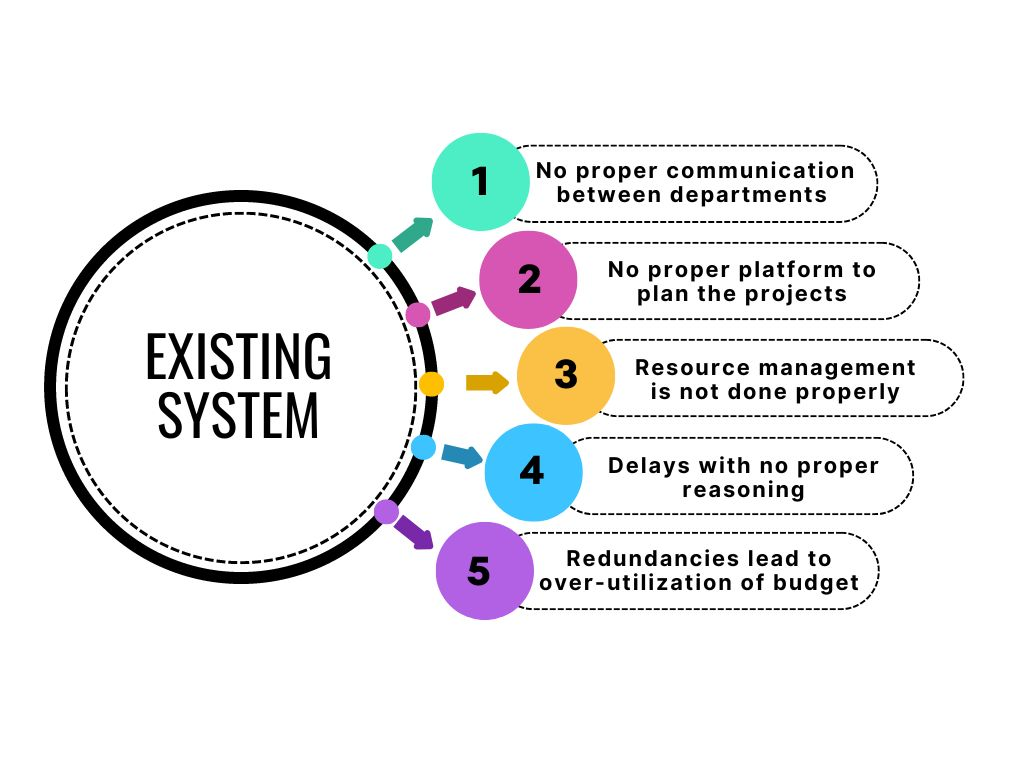 EXISTING
SYSTEM
1
No proper communication
between departments
2
No proper platform to
plan the projects
3
Resource management
is not done properly
4
Delays with no proper
reasoning
5
Redundancies lead to
over-utilization of budget